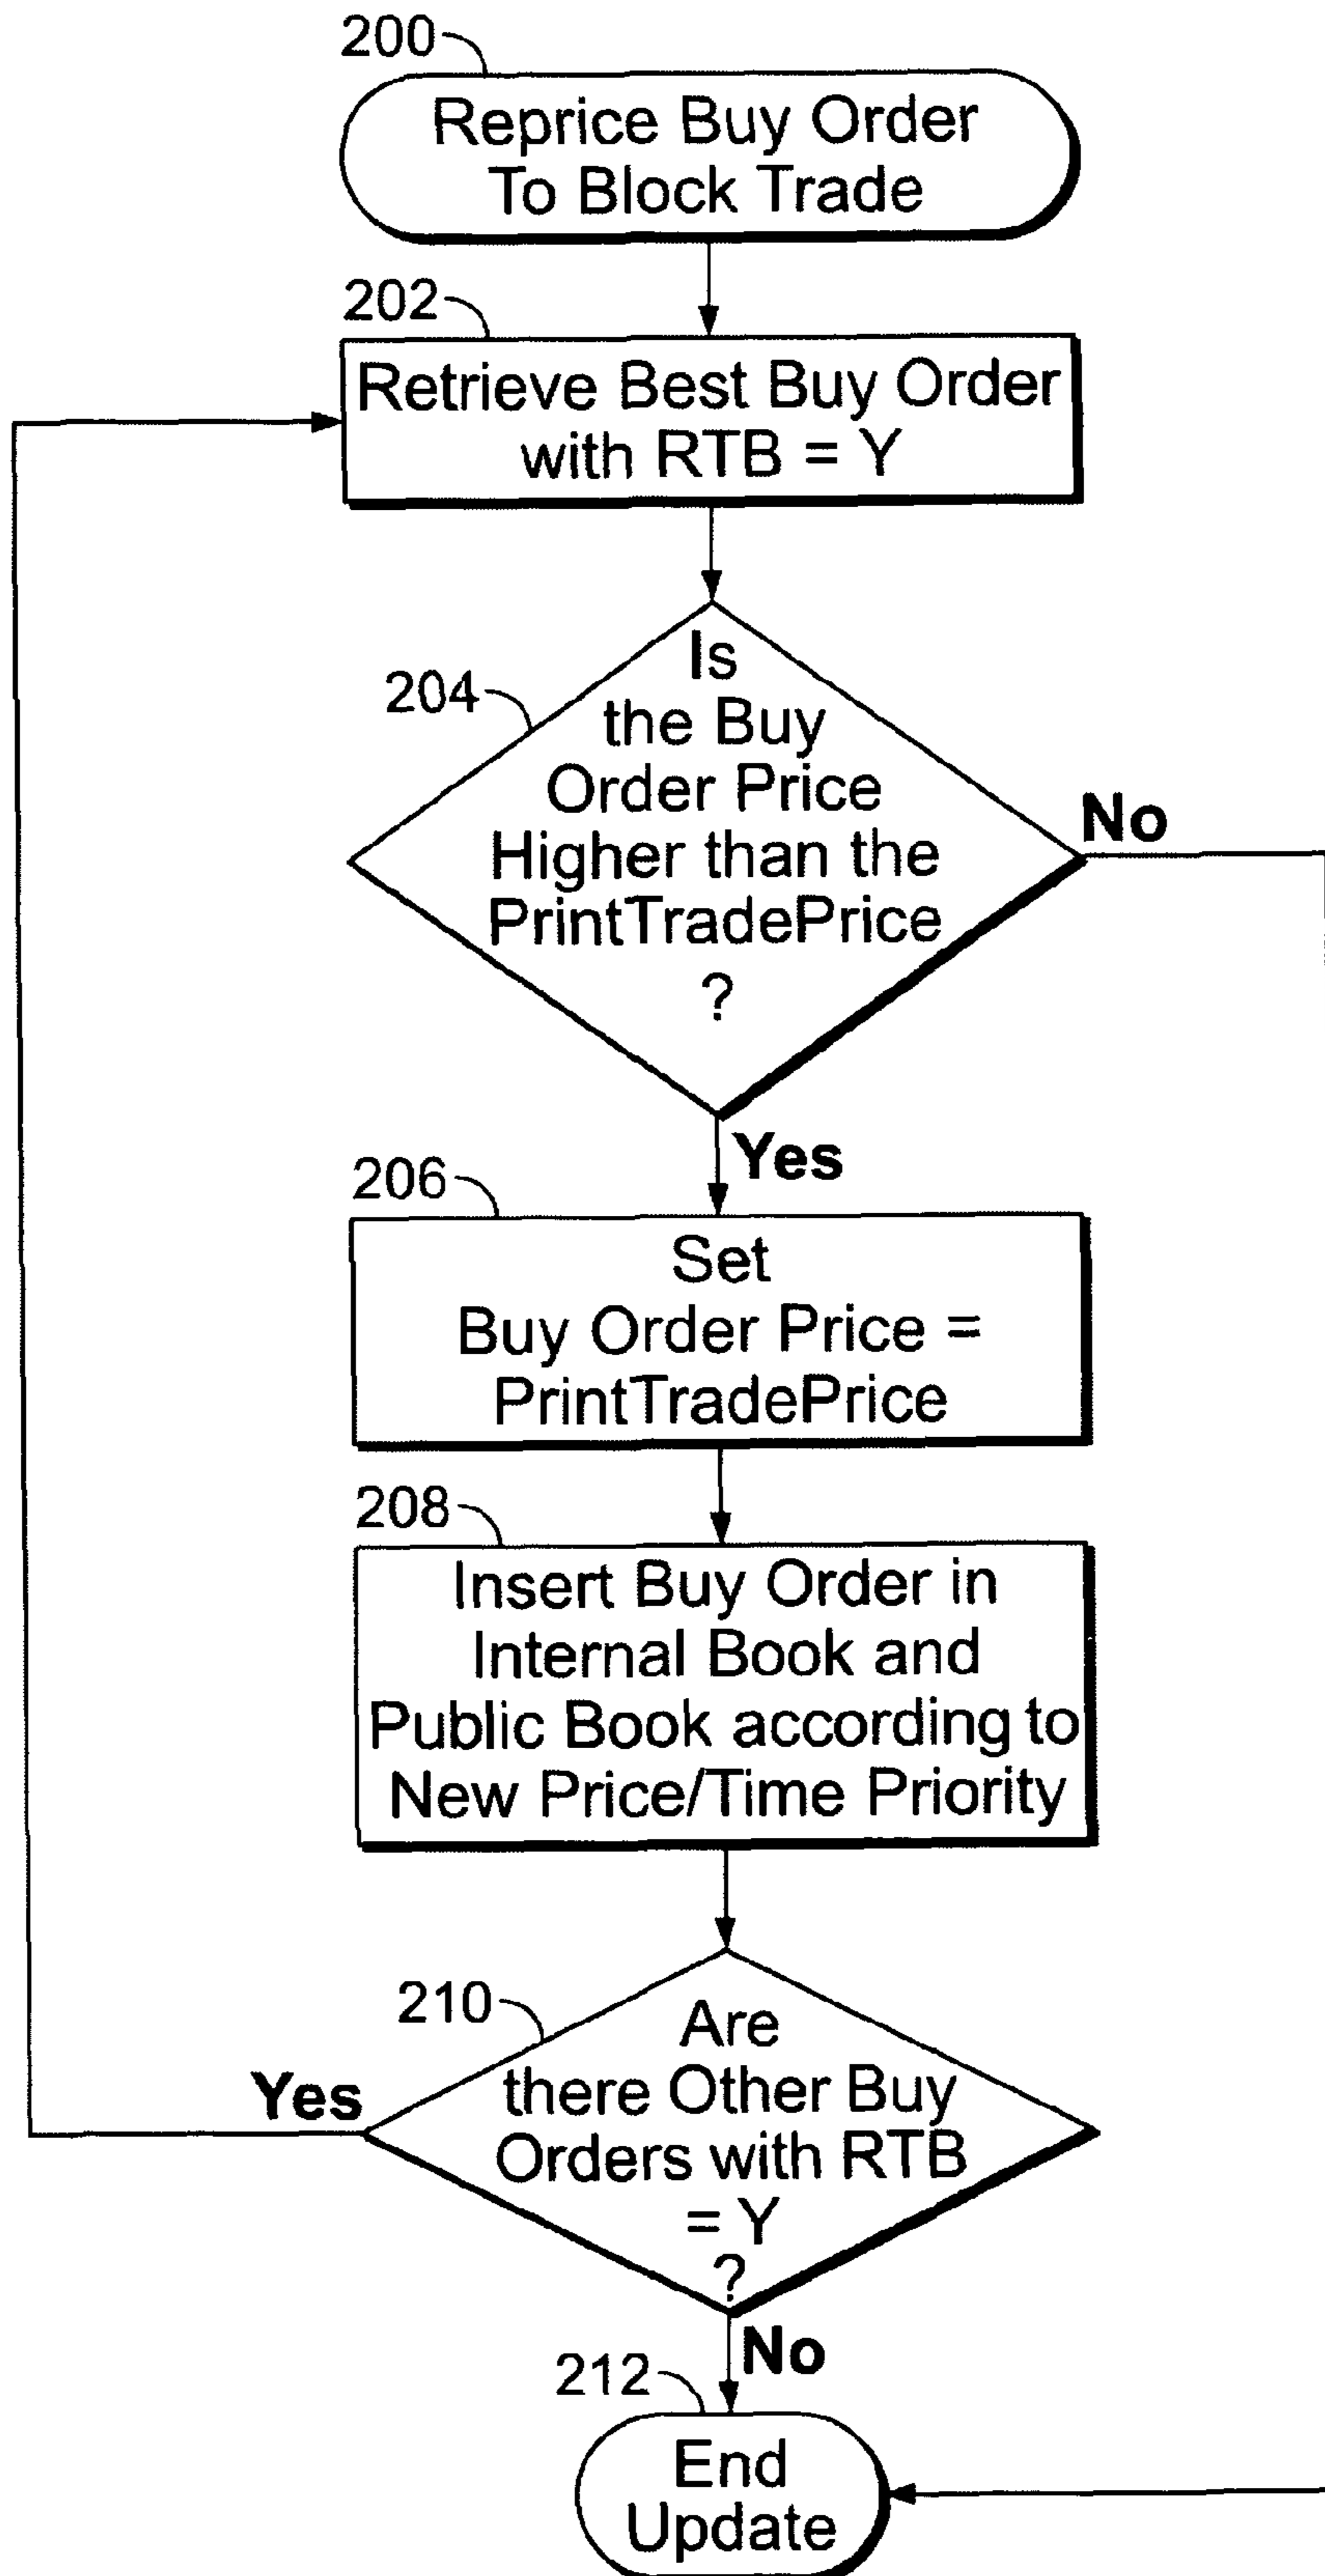 200
Reprice Buy Order
To Block Trade
202
Retrieve Best Buy Order
with RTB = Y
204
Is
the Buy
Order Price
Higher than the
PrintTradePrice
?
No
Yes
206
Set
Buy Order Price =
PrintTradePrice
208
Insert Buy Order in
Internal Book and
Public Book according to
New Price/Time Priority
210
Are
there Other Buy
Orders with RTB
= Y
?
Yes
No
212
End
Update